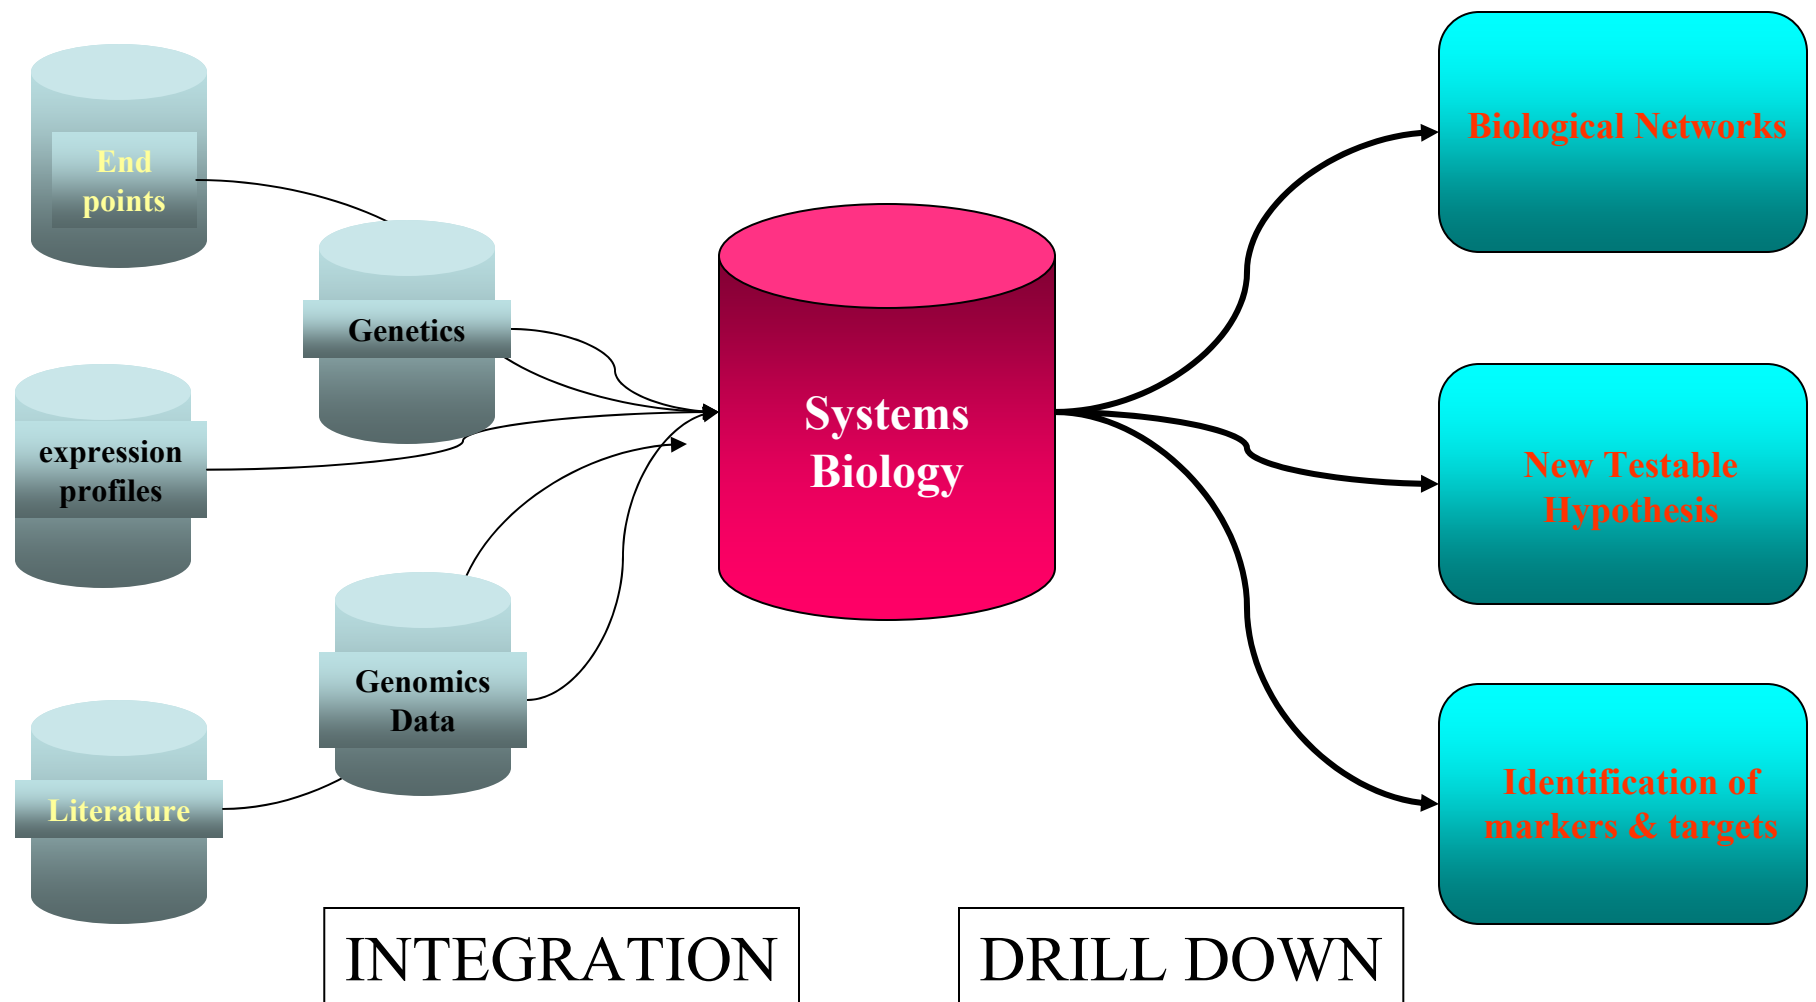 End
points
Genetics
expression
profiles
Genomics
Data
Literature
Systems
Biology
Biological Networks
New Testable
Hypothesis
Identification of
markers & targets
INTEGRATION
DRILL DOWN